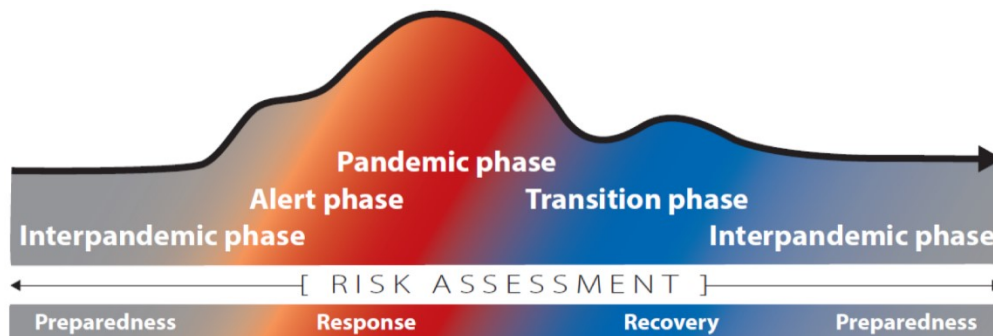 Pandemic phase
Alert phase Transition phase
Interpandemic phase Interpandemic phase
[ RISK ASSESSMENT ]
Preparedness Response Recovery Preparedness